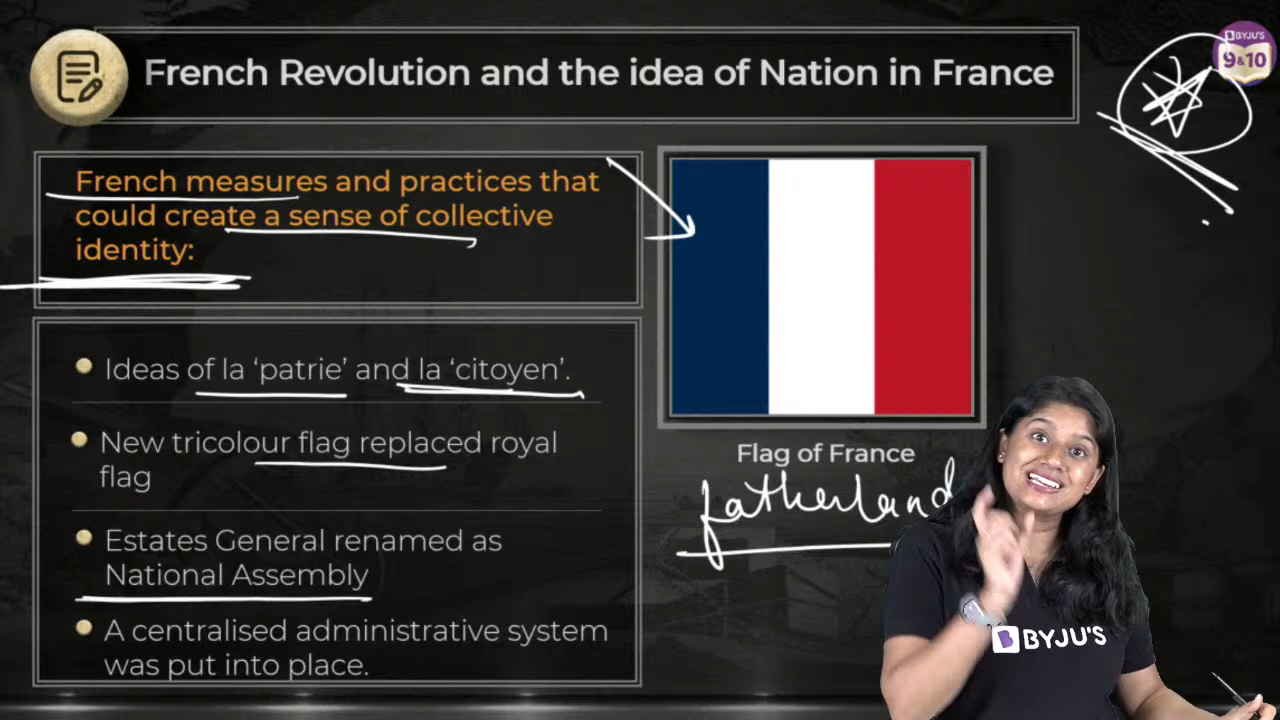 French Revolution and the idea of Nation in France
BYJU'S
9&10
French measures and practices that
could create a sense of collective
identity:
Ideas of la ‘patrie’ and la ‘citoyen’.
New tricolour flag replaced royal
flag
Estates General renamed as
National Assembly
A centralised administrative system
was put into place.
Flag of France
fatherland
BYJU'S